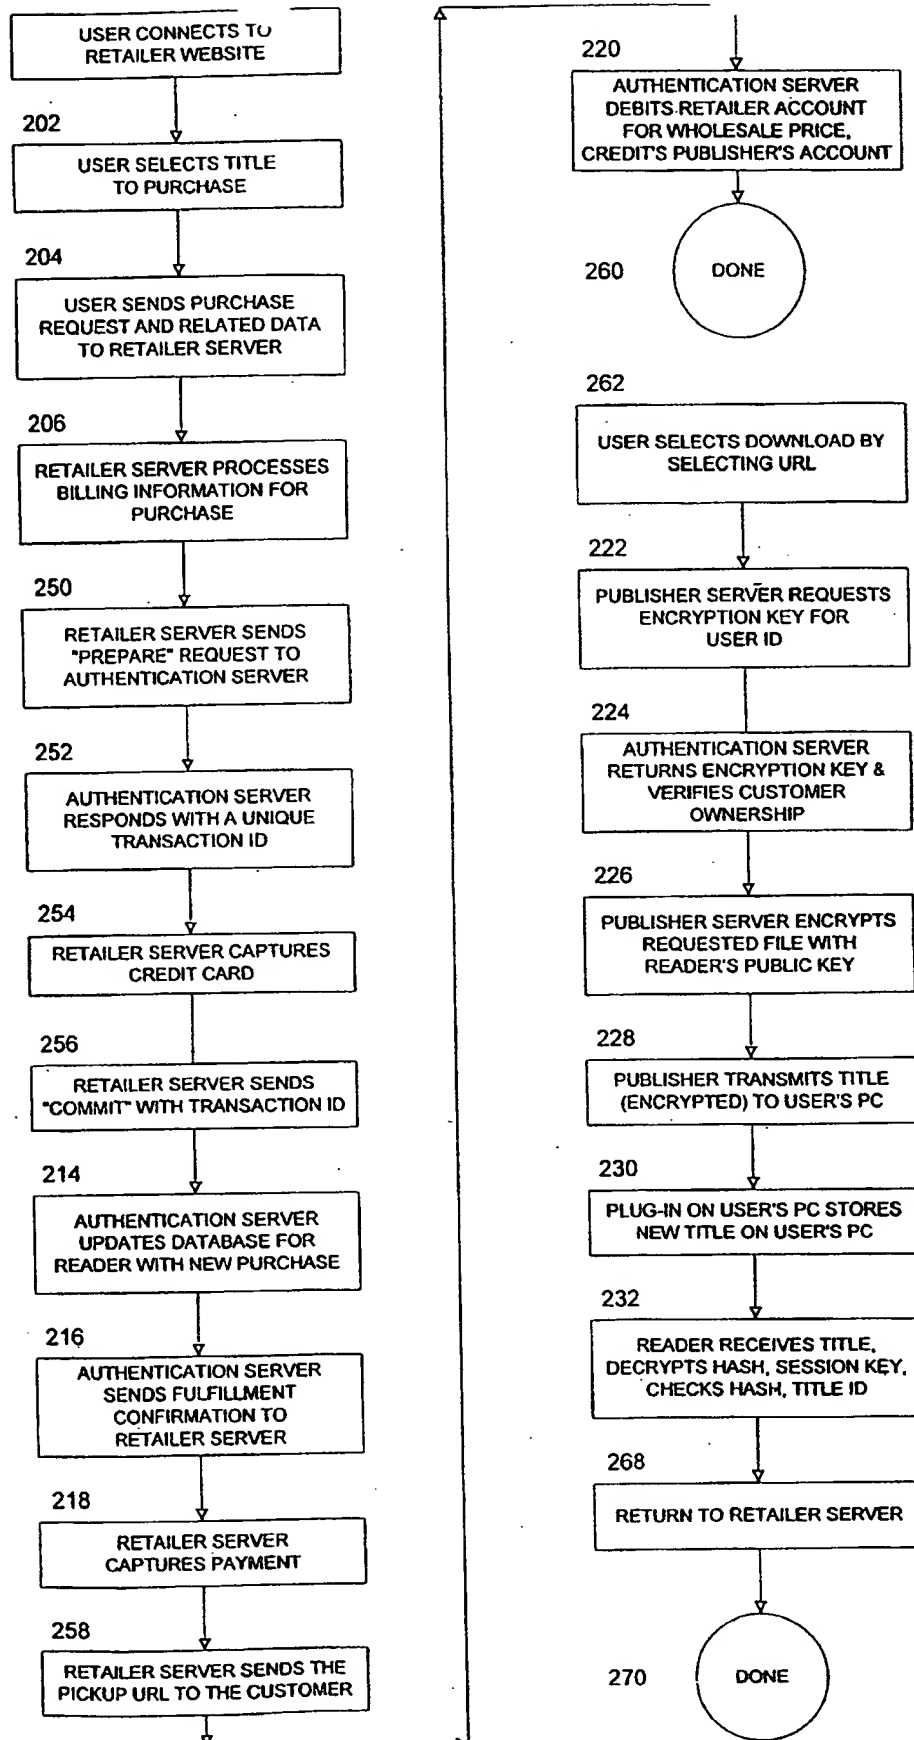 USER CONNECTS TO
RETAILER WEBSITE
202
USER SELECTS TITLE
TO PURCHASE
204
USER SENDS PURCHASE
REQUEST AND RELATED DATA
TO RETAILER SERVER
206
RETAILER SERVER PROCESSES
BILLING INFORMATION FOR
PURCHASE
250
RETAILER SERVER SENDS
"PREPARE" REQUEST TO
AUTHENTICATION SERVER
252
AUTHENTICATION SERVER
RESPONDS WITH A UNIQUE
TRANSACTION ID
254
RETAILER SERVER CAPTURES
CREDIT CARD
256
RETAILER SERVER SENDS
"COMMIT" WITH TRANSACTION ID
214
AUTHENTICATION SERVER
UPDATES DATABASE FOR
READER WITH NEW PURCHASE
216
AUTHENTICATION SERVER
SENDS FULFILLMENT
CONFIRMATION TO
RETAILER SERVER
218
RETAILER SERVER
CAPTURES PAYMENT
258
RETAILER SERVER SENDS THE
PICKUP URL TO THE CUSTOMER
220
AUTHENTICATION SERVER
DEBITS RETAILER ACCOUNT
FOR WHOLESALE PRICE,
CREDIT'S PUBLISHER'S ACCOUNT
260
DONE
262
USER SELECTS DOWNLOAD BY
SELECTING URL
222
PUBLISHER SERVER REQUESTS
ENCRYPTION KEY FOR
USER ID
224
AUTHENTICATION SERVER
RETURNS ENCRYPTION KEY &
VERIFIES CUSTOMER
OWNERSHIP
226
PUBLISHER SERVER ENCRYPTS
REQUESTED FILE WITH
READER'S PUBLIC KEY
228
PUBLISHER TRANSMITS TITLE
(ENCRYPTED) TO USER'S PC
230
PLUG-IN ON USER'S PC STORES
NEW TITLE ON USER'S PC
232
READER RECEIVES TITLE,
DECRYPTS HASH, SESSION KEY,
CHECKS HASH, TITLE ID
268
RETURN TO RETAILER SERVER
270
DONE